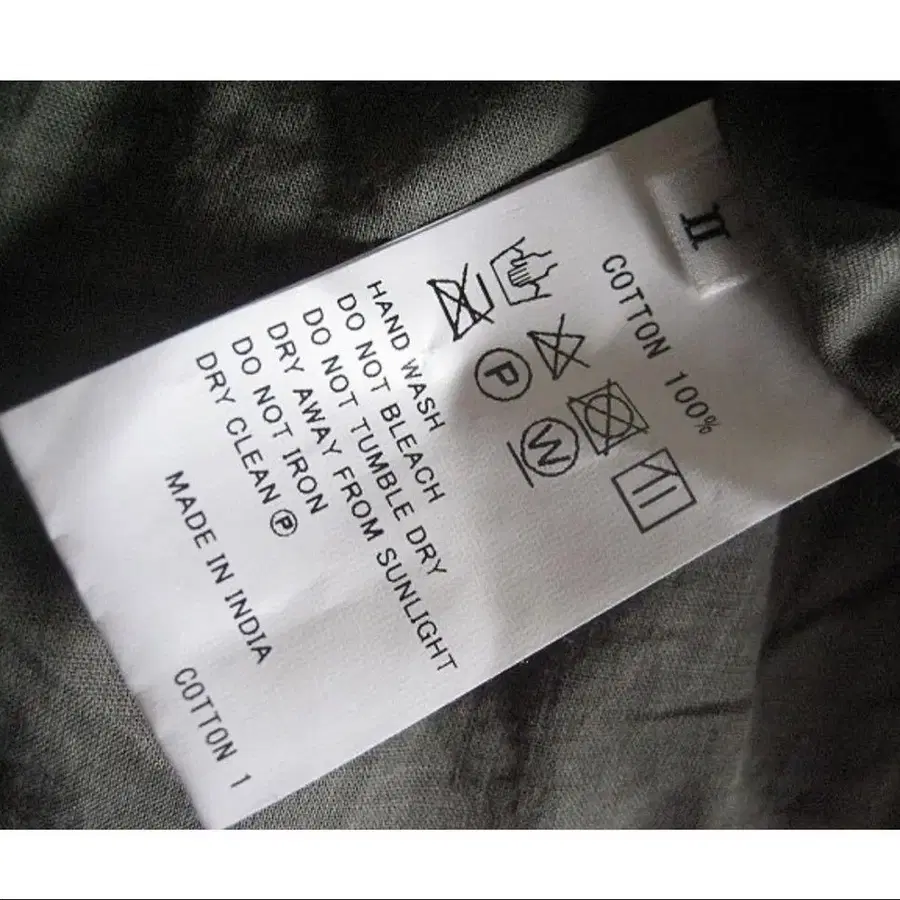 II
COTTON 100%
P
W
HAND WASH
DO NOT BLEACH
DO NOT TUMBLE DRY
DRY AWAY FROM SUNLIGHT
DO NOT IRON
DRY CLEAN Ⓟ
MADE IN INDIA
COTTON 1